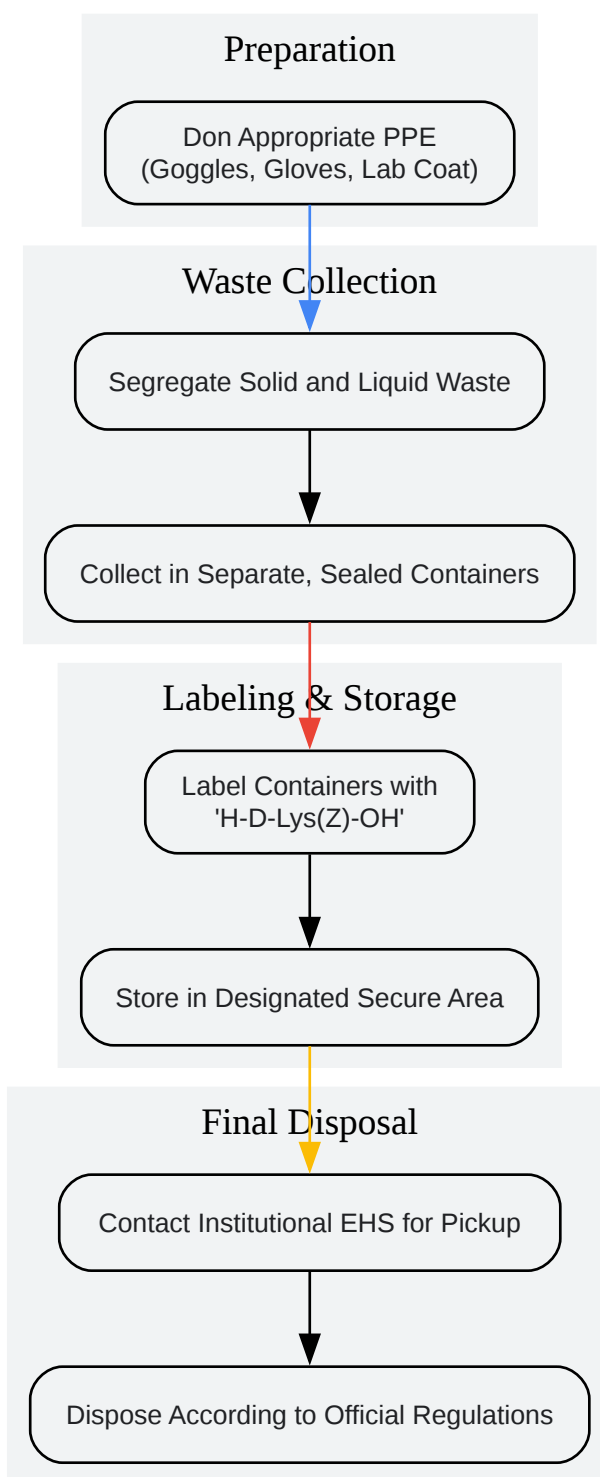 Preparation
Don Appropriate PPE
(Goggles, Gloves, Lab Coat)
Waste Collection
Segregate Solid and Liquid Waste
Collect in Separate, Sealed Containers
Labeling & Storage
Label Containers with
'H-D-Lys(Z)-OH'
Store in Designated Secure Area
Final Disposal
Contact Institutional EHS for Pickup
Dispose According to Official Regulations